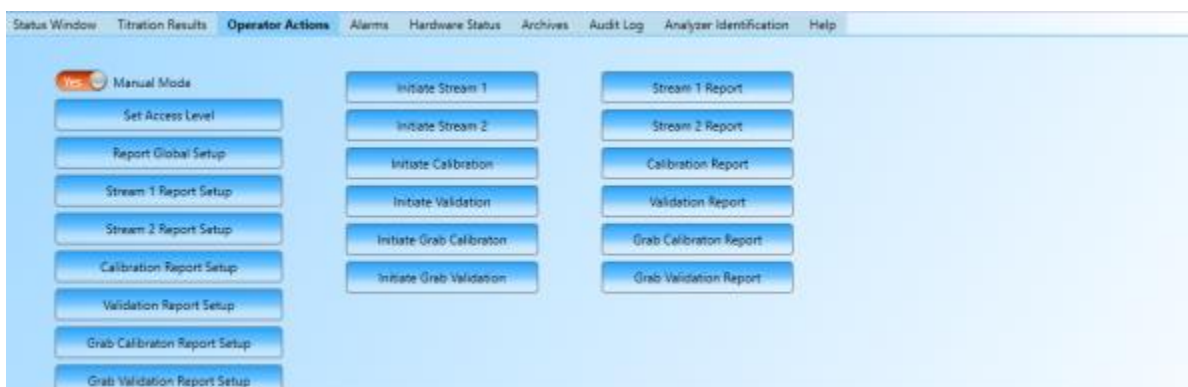 Status Window Titration Results Operator Actions Alarms Hardware Status Archives Audit Log Analyzer Identification Help
Yes Manual Mode
Set Access Level
Report Global Setup
Stream 1 Report Setup
Stream 2 Report Setup
Calibration Report Setup
Validation Report Setup
Grab Calibraton Report Setup
Grab Validation Report Setup
Initiate Stream 1
Initiate Stream 2
Initiate Calibration
Initiate Validation
Initiate Grab Calibraton
Initiate Grab Validation
Stream 1 Report
Stream 2 Report
Calibration Report
Validation Report
Grab Calibraton Report
Grab Validation Report